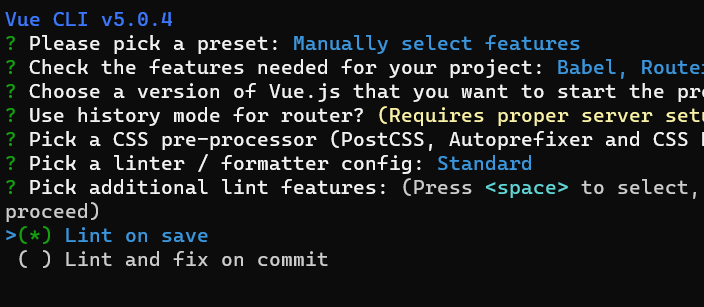 Vue CLI v5.0.4
? Please pick a preset: Manually select features
? Check the features needed for your project: Babel, Router
? Choose a version of Vue.js that you want to start the pro
? Use history mode for router? (Requires proper server setu
? Pick a CSS pre-processor (PostCSS, Autoprefixer and CSS
? Pick a linter / formatter config: Standard
? Pick additional lint features: (Press <space> to select,
proceed)
>(*) Lint on save
( ) Lint and fix on commit